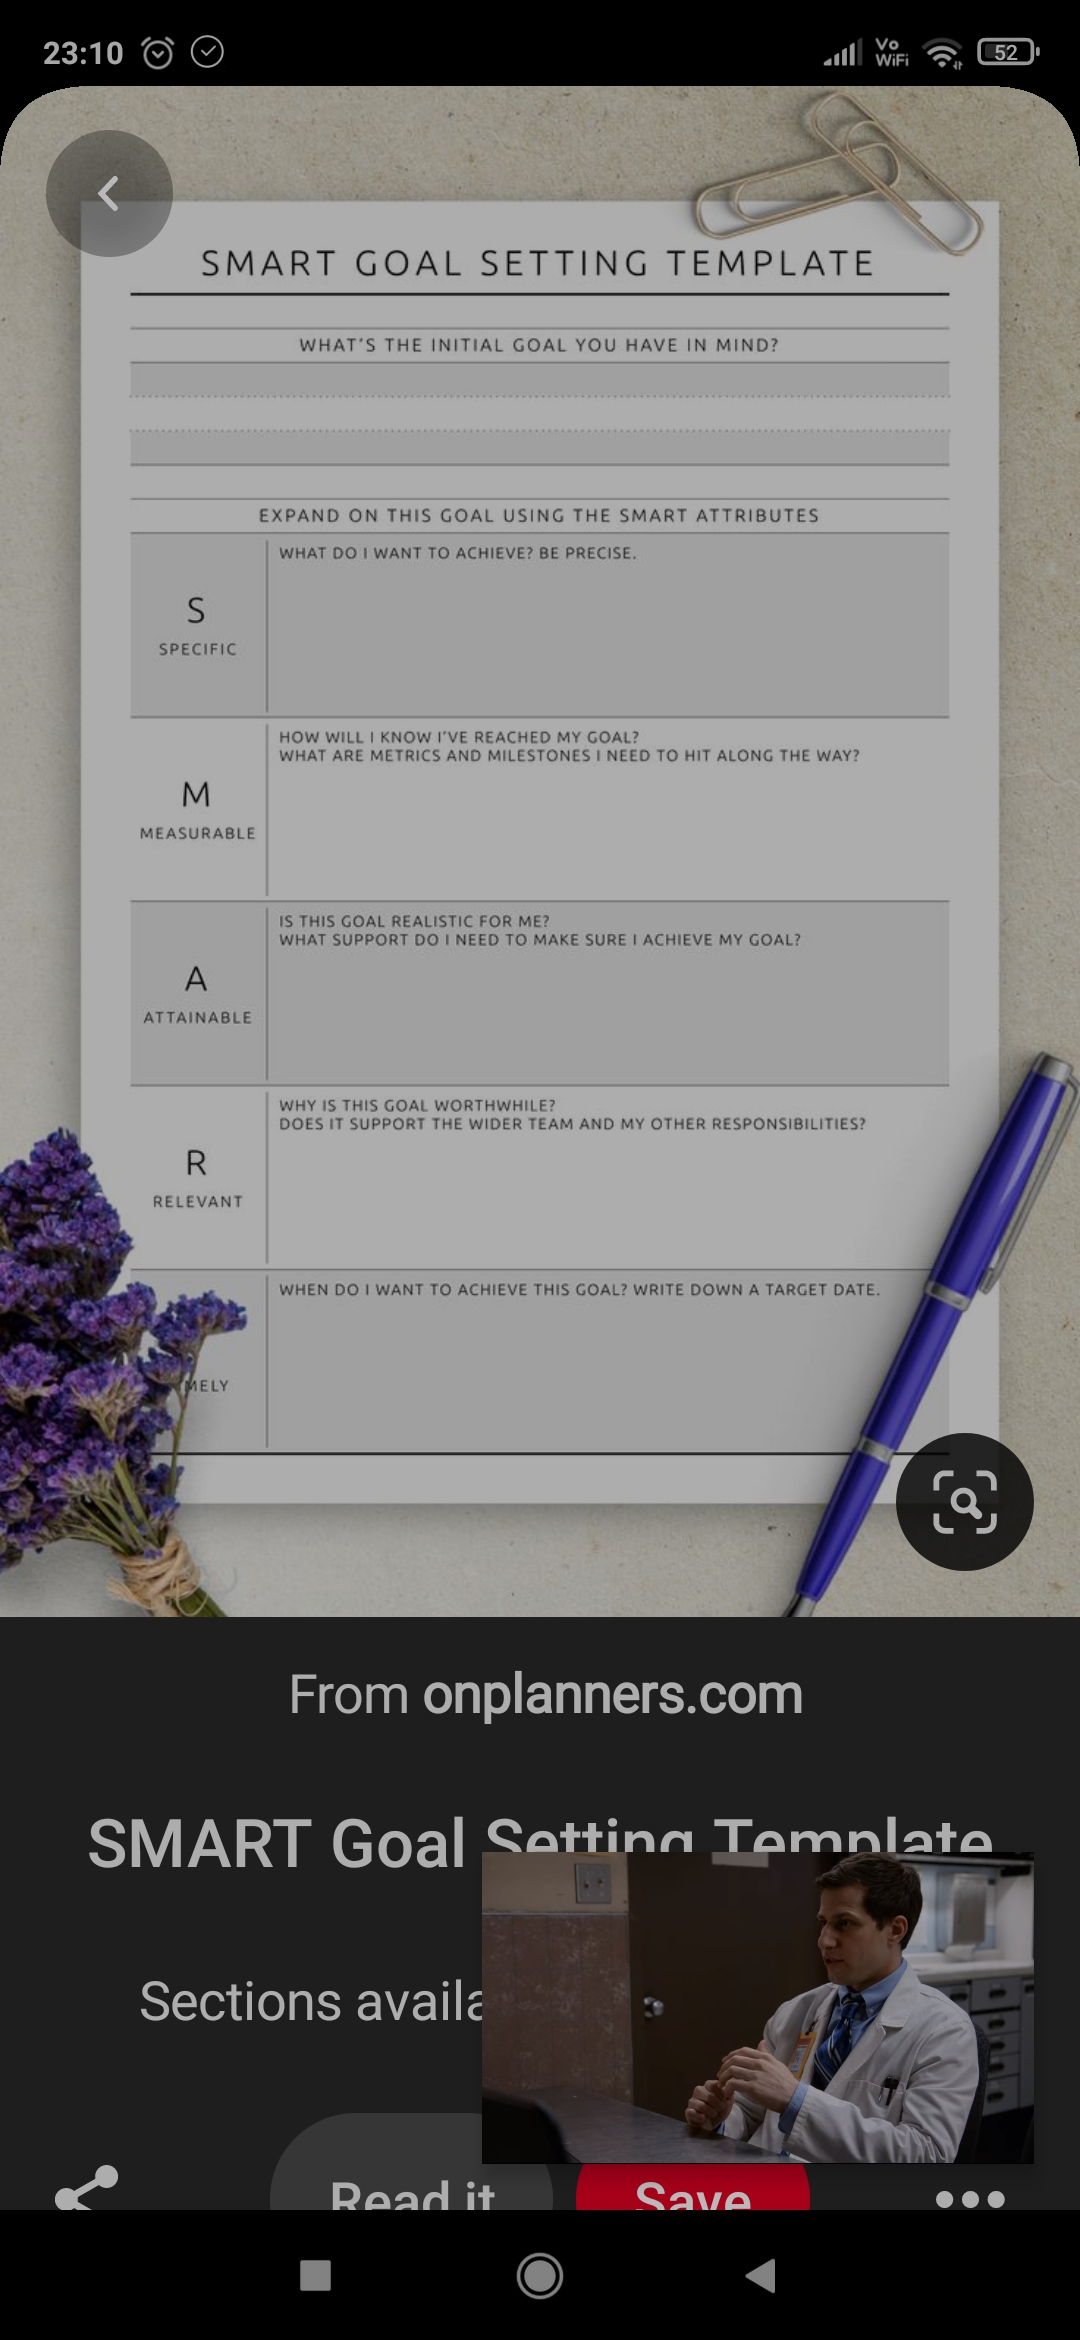 23:10
Vo
WiFi
52
SMART GOAL SETTING TEMPLATE
WHAT'S THE INITIAL GOAL YOU HAVE IN MIND?
EXPAND ON THIS GOAL USING THE SMART ATTRIBUTES
S
SPECIFIC
WHAT DO I WANT TO ACHIEVE? BE PRECISE.
M
MEASURABLE
HOW WILL I KNOW I'VE REACHED MY GOAL?
WHAT ARE METRICS AND MILESTONES I NEED TO HIT ALONG THE WAY?
A
ATTAINABLE
IS THIS GOAL REALISTIC FOR ME?
WHAT SUPPORT DO I NEED TO MAKE SURE I ACHIEVE MY GOAL?
R
RELEVANT
WHY IS THIS GOAL WORTHWHILE?
DOES IT SUPPORT THE WIDER TEAM AND MY OTHER RESPONSIBILITIES?
MELY
WHEN DO I WANT TO ACHIEVE THIS GOAL? WRITE DOWN A TARGET DATE.
From onplanners.com
SMART Goal Setting Template
Sections availa
Read it
Save